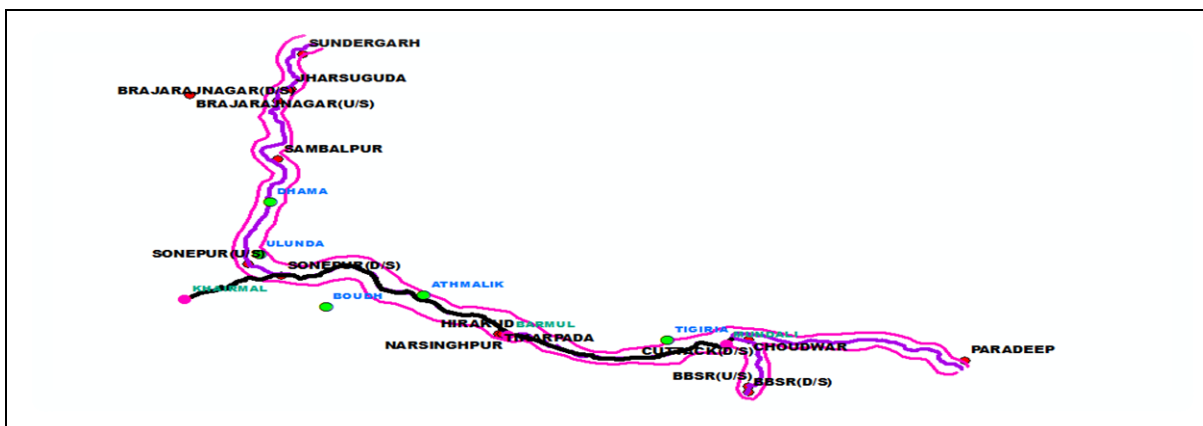 SUNDERGARH
JHARSUGUDA
BRAJARAJNAGAR(D/S)
BRAJARAJNAGAR(U/S)
SAMBALPUR
DHAMA
ULUNDA
SONEPUR(U/S)
SONEPUR(D/S)
KHAIRMAL
ATHMALIK
BOUDH
HIRAKUD
BARMUL
TIGIRIA
NARSINGHPUR
CUTTACK(D/S)
CHOUDWAR
PARADEEP
BBSR(U/S)
BBSR(D/S)